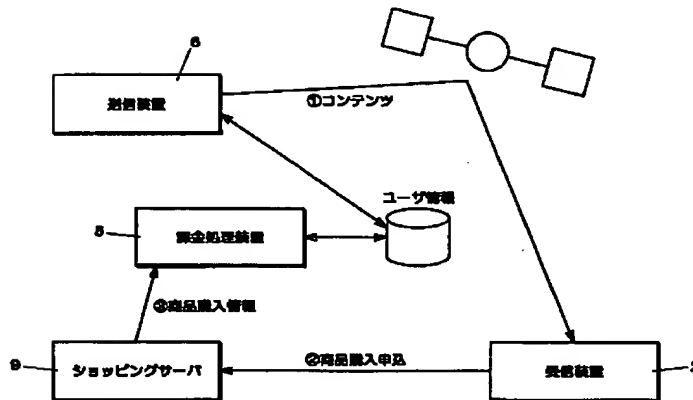 6
送信装置
①コンテンツ
ユーザ情報
5
課金処理装置
③商品購入情報
9
ショッピングサーバ
②商品購入申込
受信装置